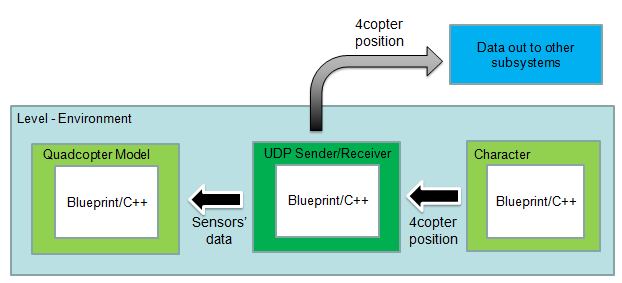 4copter
position
Data out to other
subsystems
Level - Environment
Quadcopter Model
UDP Sender/Receiver
Character
Blueprint/C++
Blueprint/C++
Blueprint/C++
Sensors'
data
4copter
position